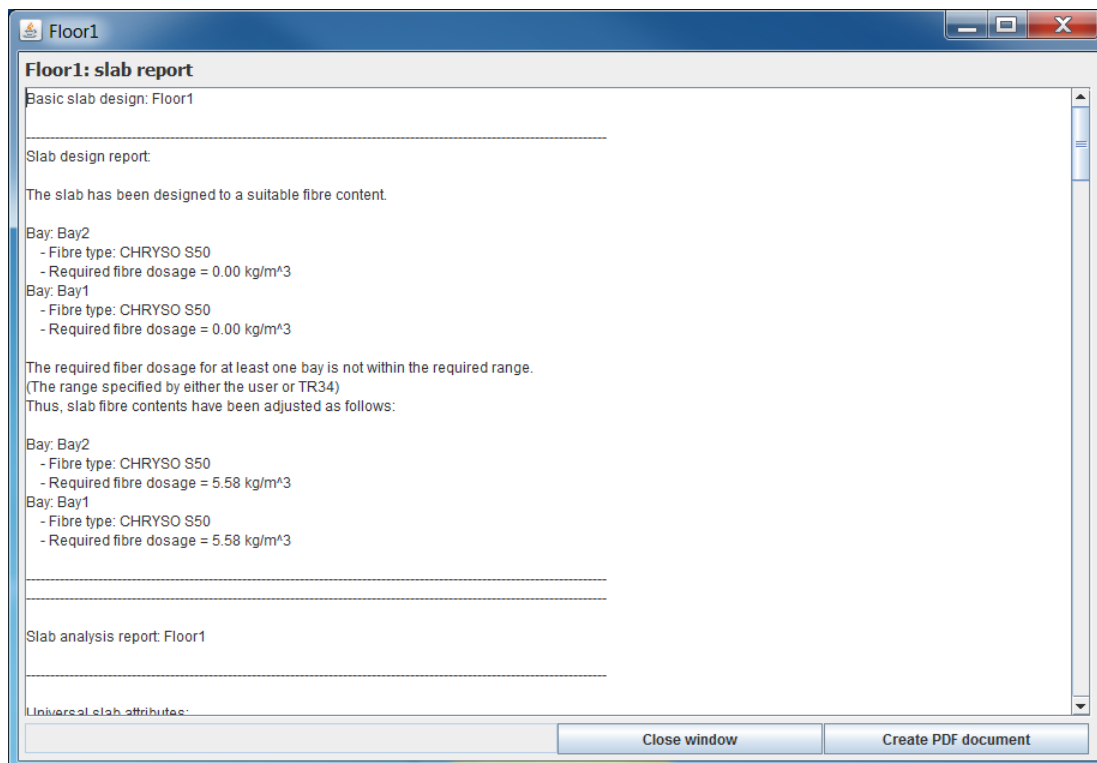 Floor1
Floor1: slab report
Basic slab design: Floor1
Slab design report:
The slab has been designed to a suitable fibre content.
Bay: Bay2
- Fibre type: CHRYSO S50
- Required fibre dosage = 0.00 kg/m^3
Bay: Bay1
- Fibre type: CHRYSO S50
- Required fibre dosage = 0.00 kg/m^3
The required fiber dosage for at least one bay is not within the required range.
(The range specified by either the user or TR34)
Thus, slab fibre contents have been adjusted as follows:
Bay: Bay2
- Fibre type: CHRYSO S50
- Required fibre dosage = 5.58 kg/m^3
Bay: Bay1
- Fibre type: CHRYSO S50
- Required fibre dosage = 5.58 kg/m^3
Slab analysis report: Floor1
Universal slab attributes:
Close window
Create PDF document